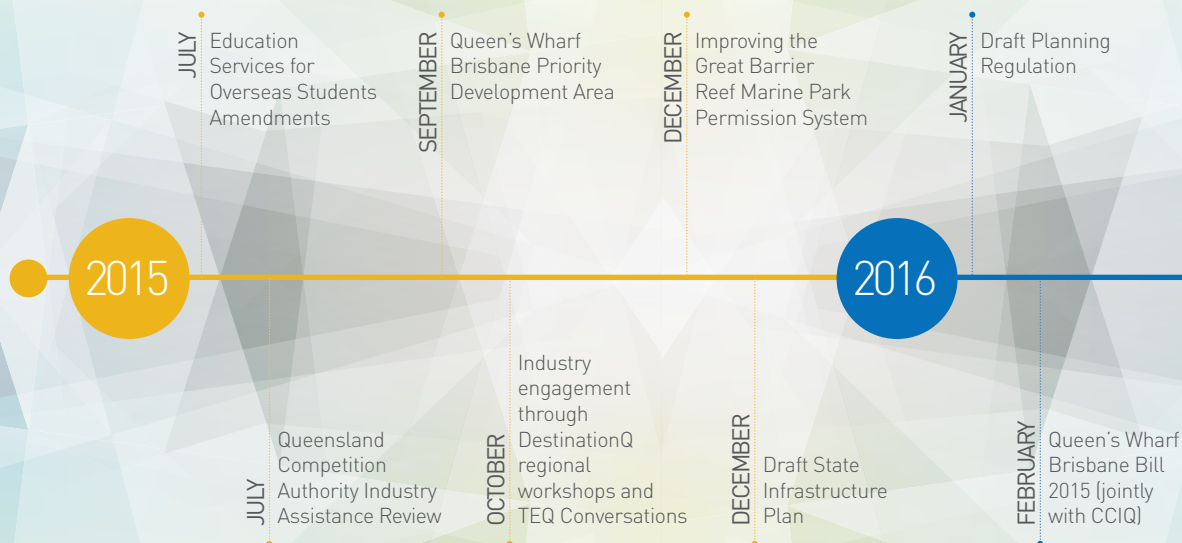 JULY
Education
Services for
Overseas Students
Amendments
SEPTEMBER
Queen's Wharf
Brisbane Priority
Development Area
DECEMBER
Improving the
Great Barrier
Reef Marine Park
Permission System
JANUARY
Draft Planning
Regulation
2015
2016
JULY
Queensland
Competition
Authority Industry
Assistance Review
OCTOBER
Industry
engagement
through
DestinationQ
regional
workshops and
TEQ Conversations
DECEMBER
Draft State
Infrastructure
Plan
FEBRUARY
Queen's Wharf
Brisbane Bill
2015 (jointly
with CCIQ)